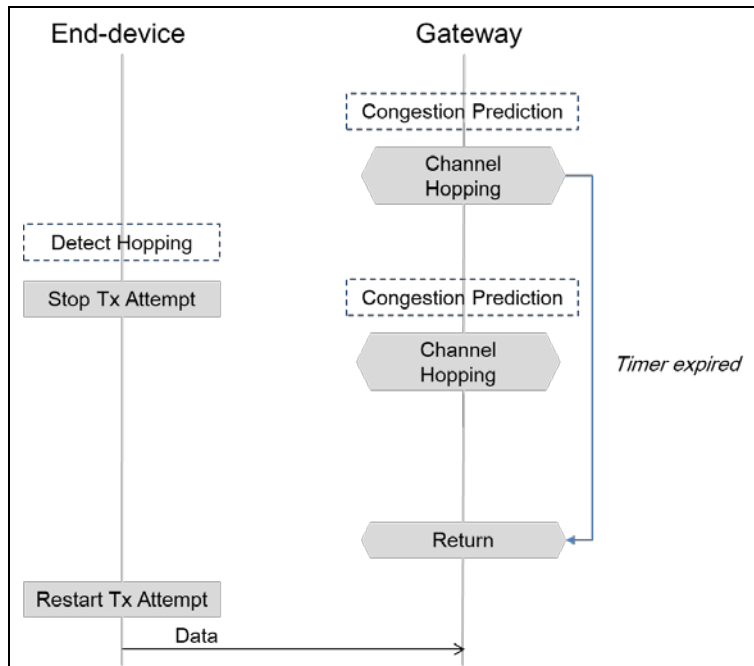 End-device
Gateway
Congestion Prediction
Channel
Hopping
Detect Hopping
Stop Tx Attempt
Congestion Prediction
Channel
Hopping
Timer expired
Return
Restart Tx Attempt
Data